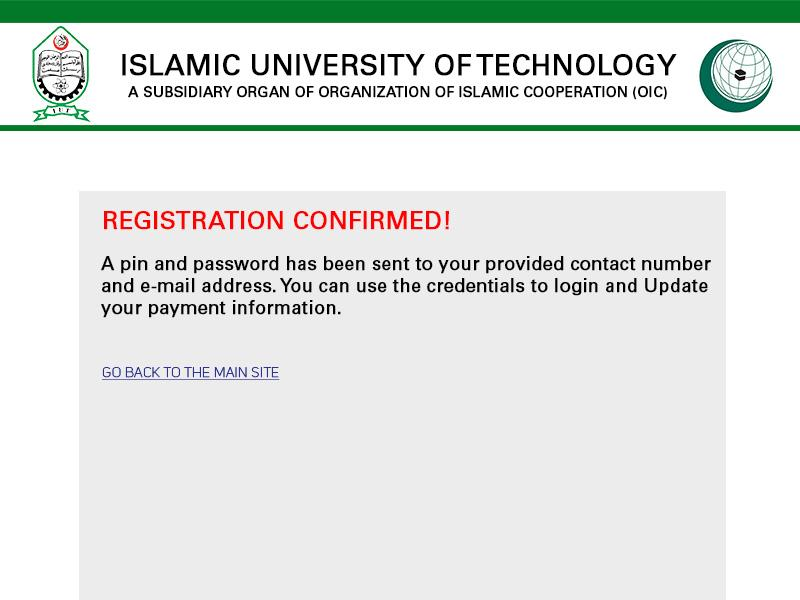 ISLAMIC UNIVERSITY OF TECHNOLOGY
A SUBSIDIARY ORGAN OF ORGANIZATION OF ISLAMIC COOPERATION (OIC)
I U T
REGISTRATION CONFIRMED!
A pin and password has been sent to your provided contact number
and e-mail address. You can use the credentials to login and Update
your payment information.
GO BACK TO THE MAIN SITE